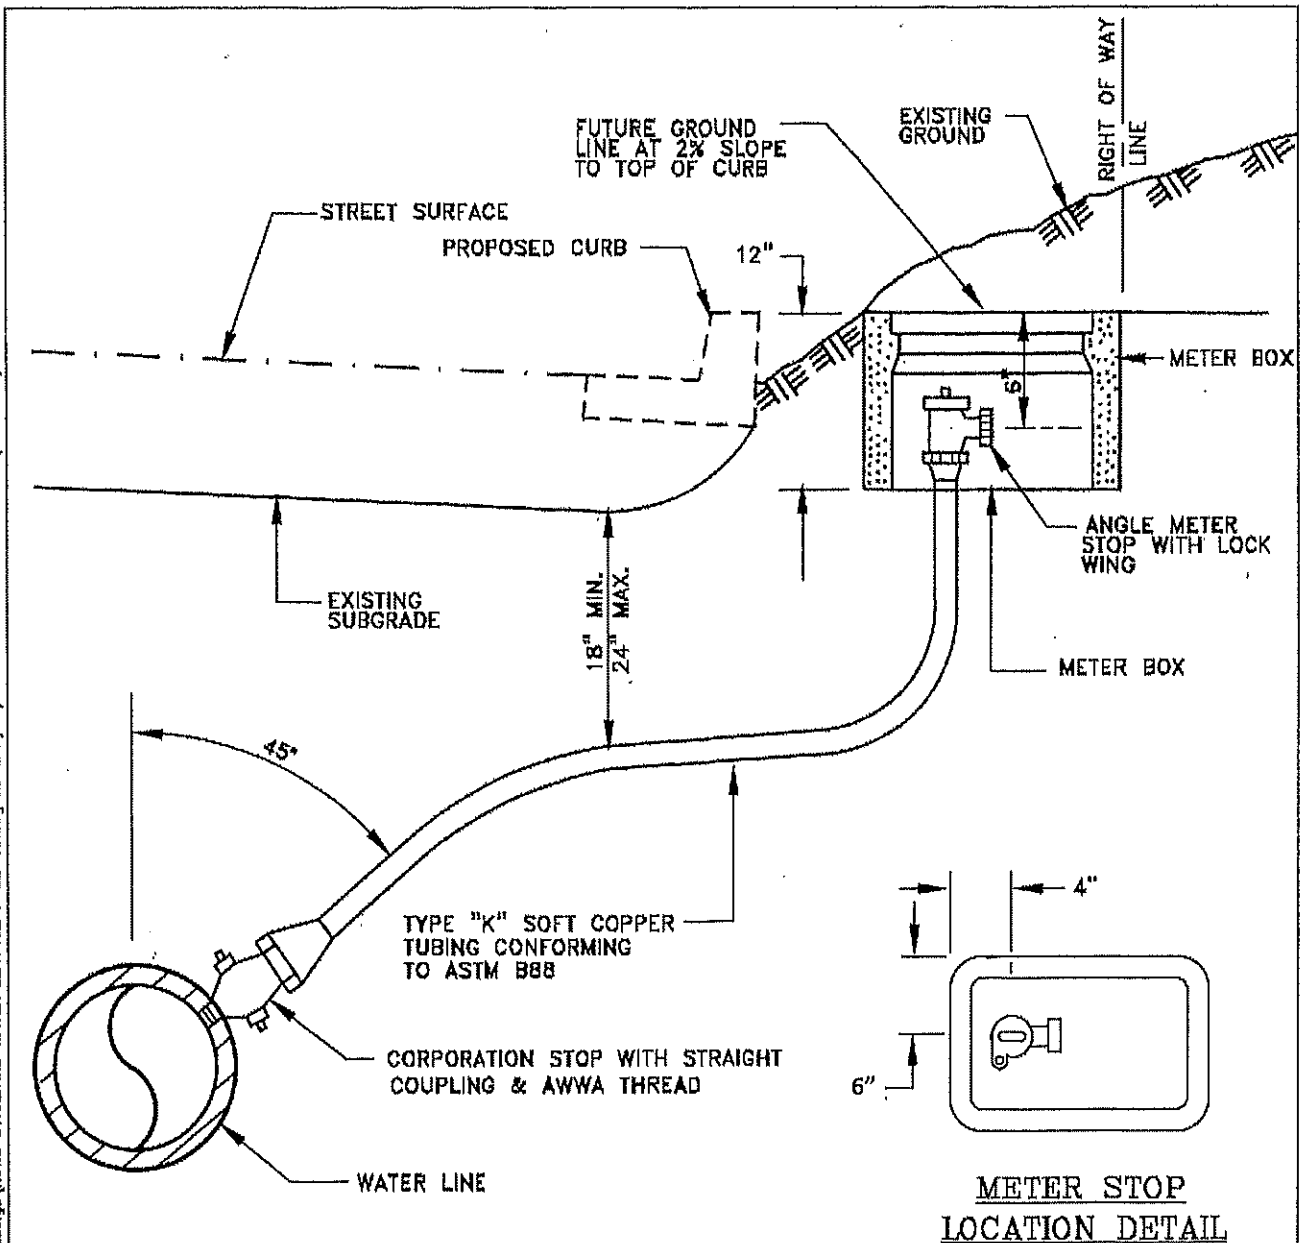 RIGHT OF WAY
LINE
FUTURE GROUND
LINE AT 2% SLOPE
TO TOP OF CURB
EXISTING
GROUND
STREET SURFACE
PROPOSED CURB
12"
6"
METER BOX
ANGLE METER
STOP WITH LOCK
WING
EXISTING
SUBGRADE
18" MIN.
24" MAX.
METER BOX
45°
4"
TYPE "K" SOFT COPPER
TUBING CONFORMING
TO ASTM B88
CORPORATION STOP WITH STRAIGHT
COUPLING & AWWA THREAD
6"
WATER LINE
METER STOP
LOCATION DETAIL